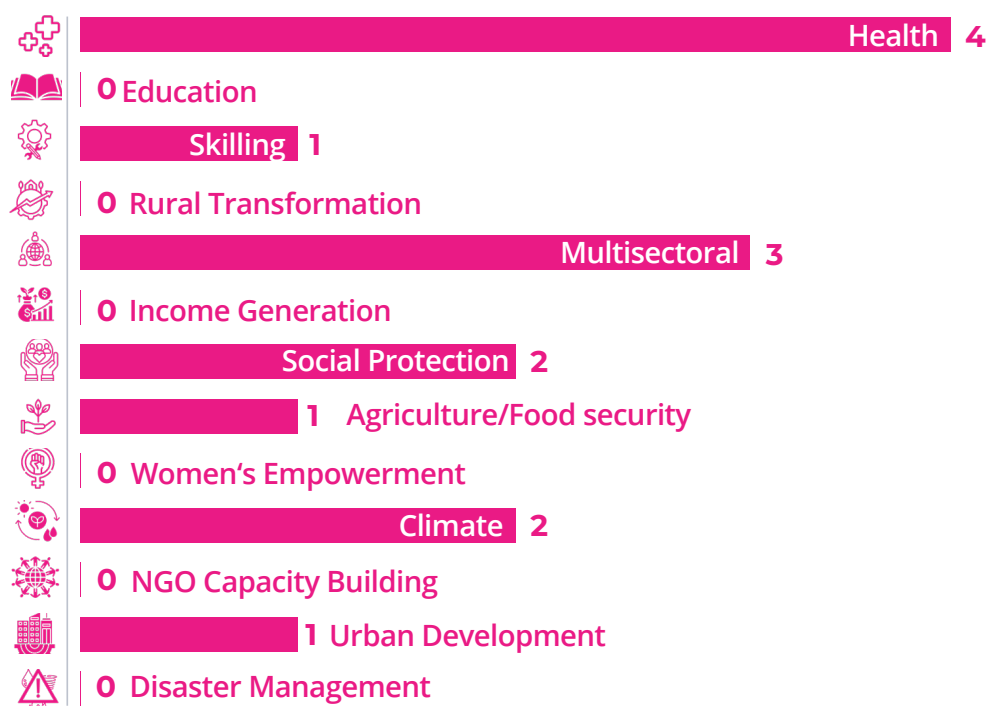 Health 4
0 Education
Skilling 1
0 Rural Transformation
Multisectoral 3
0 Income Generation
Social Protection 2
1 Agriculture/Food security
0 Women‘s Empowerment
Climate 2
0 NGO Capacity Building
1 Urban Development
0 Disaster Management